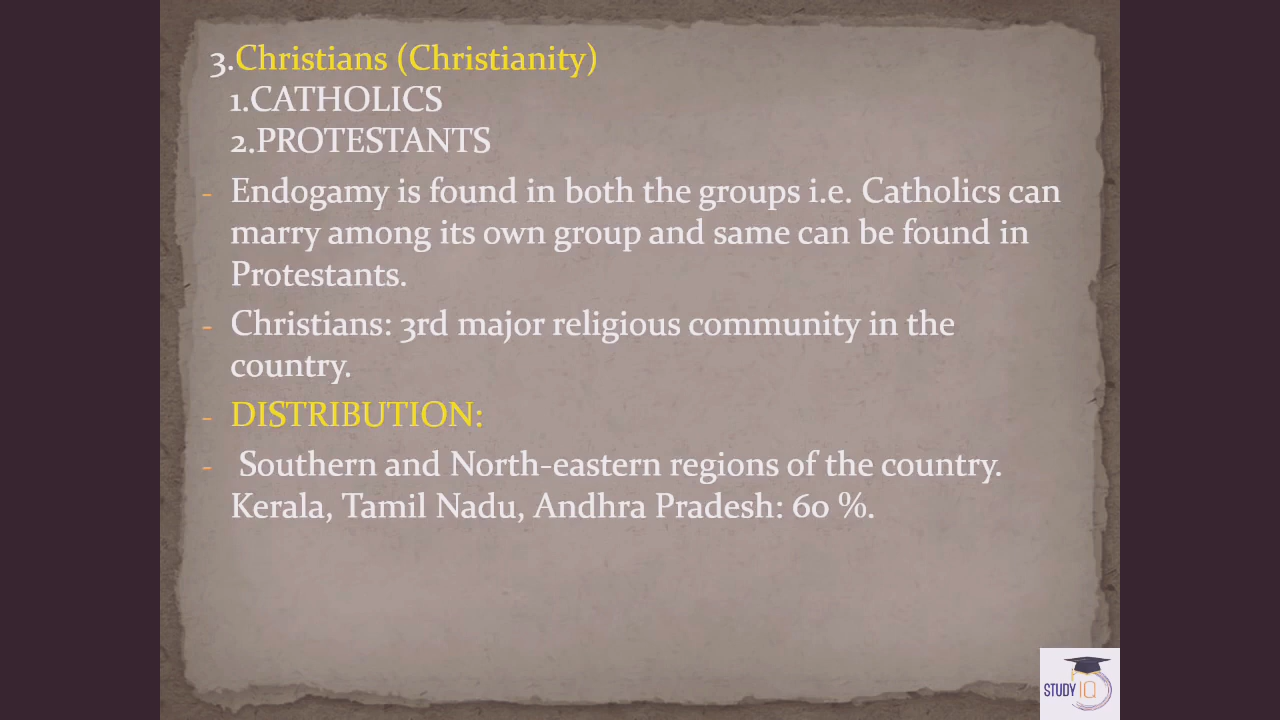 3.Christians (Christianity)
1.CATHOLICS
2.PROTESTANTS
- Endogamy is found in both the groups i.e. Catholics can
marry among its own group and same can be found in
Protestants.
- Christians: 3rd major religious community in the
country.
- DISTRIBUTION:
- Southern and North-eastern regions of the country.
Kerala, Tamil Nadu, Andhra Pradesh: 60 %.
STUDY IQ